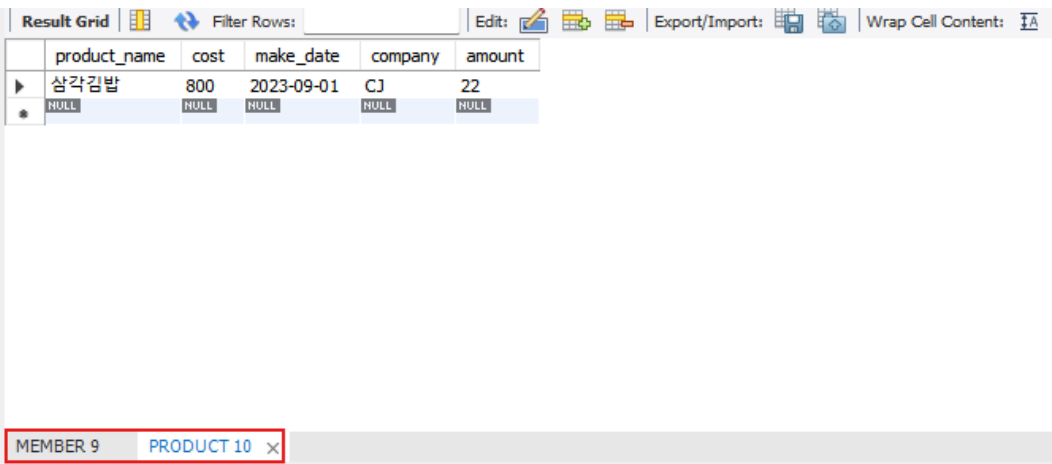 Result Grid Filter Rows: Edit: Export/Import: Wrap Cell Content: IA
product_name cost make_date company amount
삼각김밥 800 2023-09-01 CJ 22
NULL NULL NULL NULL NULL
MEMBER 9 PRODUCT 10